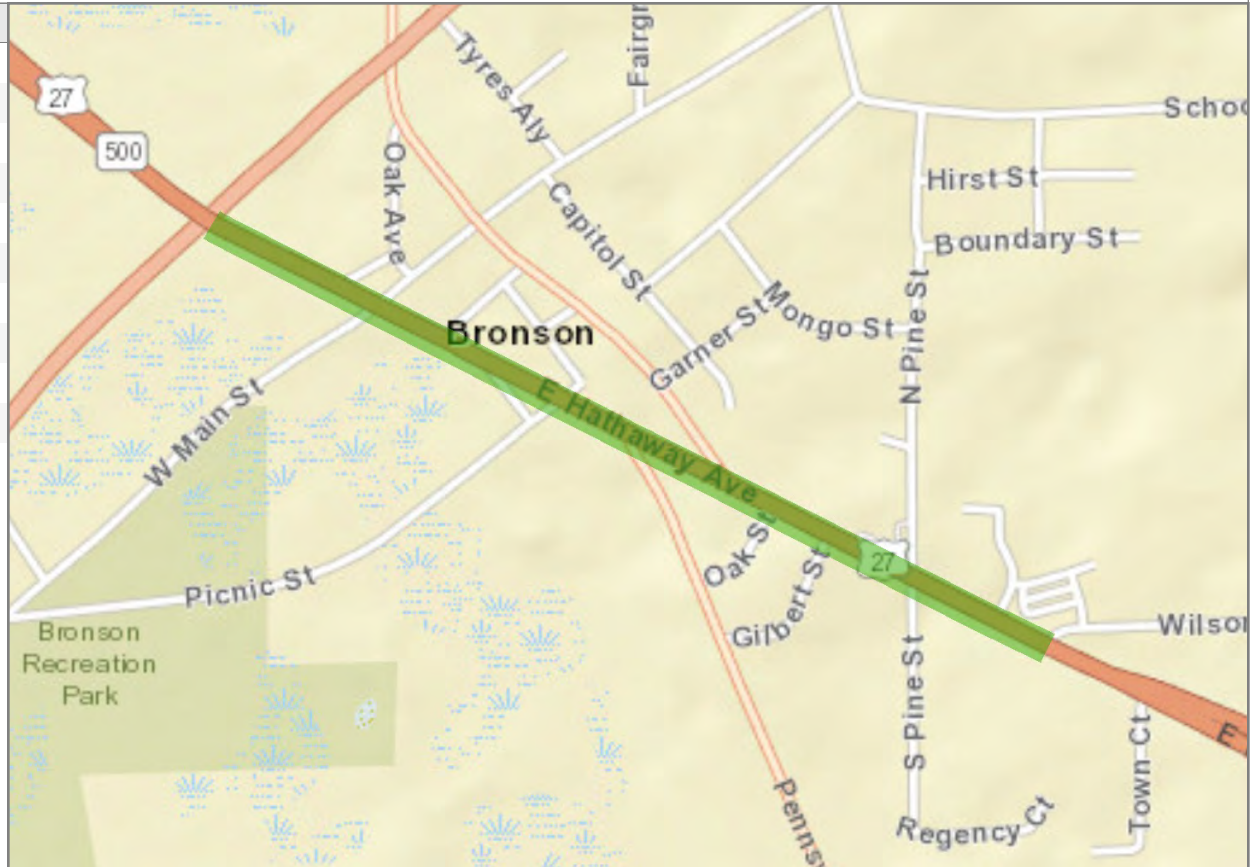 27
500
Tyres Aly
Fairgr
Schoo
Oak Ave
Capitol St
Hirst St
Boundary St
N Pine St
Mongo St
Garner St
Bronson
E Hathaway Ave
W Main St
27
Oak S
Gilbert St
Picnic St
Bronson
Recreation
Park
Wilson
S Pine St
E
Town Ct
Regency Ct
Pennsy